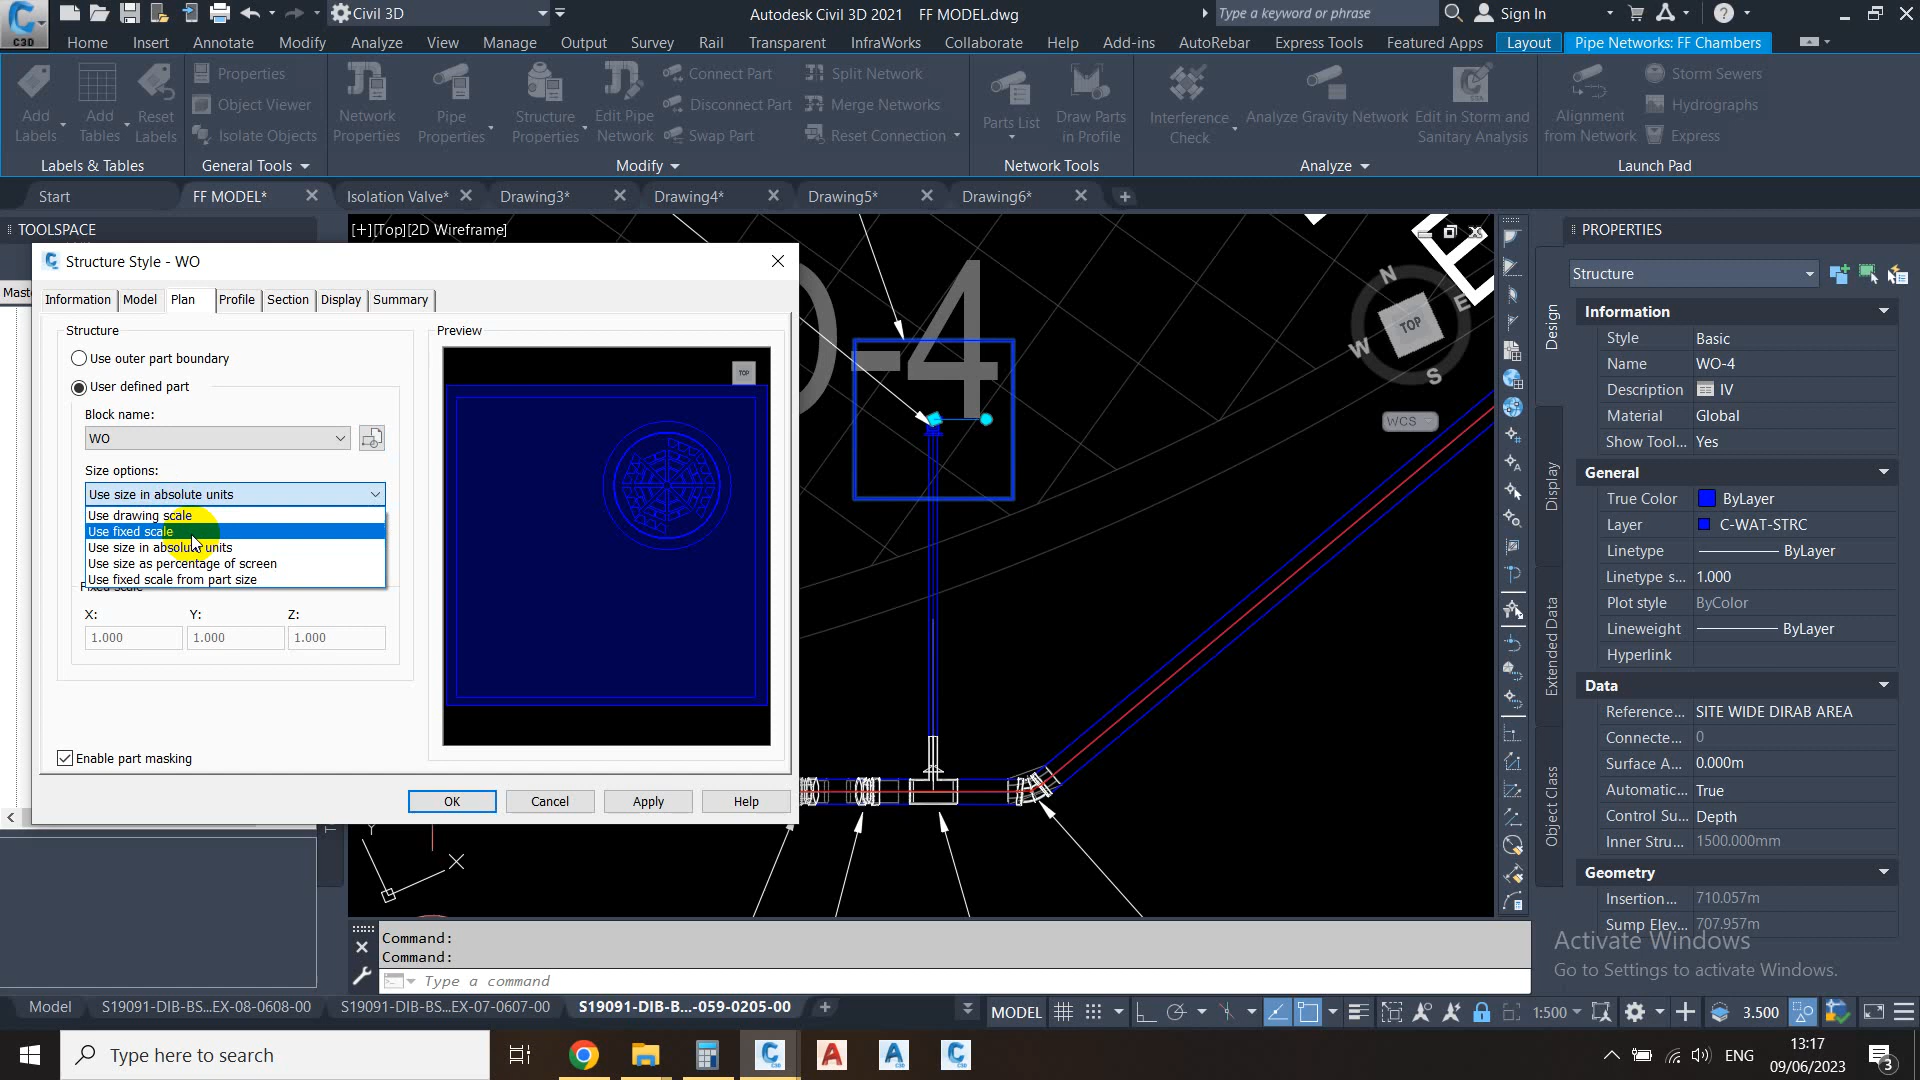 C3D
Civil 3D
Autodesk Civil 3D 2021 FF MODEL.dwg
Type a keyword or phrase
Sign In
Home Insert Annotate Modify Analyze View Manage Output Survey Rail Transparent InfraWorks Collaborate Help Add-ins AutoRebar Express Tools Featured Apps Layout Pipe Networks: FF Chambers
Add Labels
Add Tables
Reset Labels
Labels & Tables
Properties
Object Viewer
Isolate Objects
General Tools
Network Properties
Pipe Properties
Structure Properties
Edit Pipe Network
Connect Part
Disconnect Part
Swap Part
Split Network
Merge Networks
Reset Connection
Modify
Parts List
Draw Parts in Profile
Network Tools
Interference Check
Analyze Gravity Network
Edit in Storm and Sanitary Analysis
Analyze
Alignment from Network
Storm Sewers
Hydrographs
Express
Launch Pad
Start FF MODEL* Isolation Valve* Drawing3* Drawing4* Drawing5* Drawing6*
TOOLSPACE
Mast
[+][Top][2D Wireframe]
Structure Style - WO
Information Model Plan Profile Section Display Summary
Structure
Use outer part boundary
User defined part
Block name:
WO
Size options:
Use size in absolute units
Use drawing scale
Use fixed scale
Use size in absolute units
Use size as percentage of screen
Use fixed scale from part size
Fixed scale
X: Y: Z:
1.000 1.000 1.000
Enable part masking
Preview
TOP
OK Cancel Apply Help
-4
E
N
E
S
W
TOP
WCS
Y
PROPERTIES
Structure
Design
Display
Extended Data
Object Class
Information
Style Basic
Name WO-4
Description IV
Material Global
Show Tool... Yes
General
True Color ByLayer
Layer C-WAT-STRC
Linetype ByLayer
Linetype s... 1.000
Plot style ByColor
Lineweight ByLayer
Hyperlink
Data
Reference... SITE WIDE DIRAB AREA
Connecte... 0
Surface A... 0.000m
Automatic... True
Control Su... Depth
Inner Stru... 1500.000mm
Geometry
Insertion... 710.057m
Sump Elev... 707.957m
Activate Windows
Go to Settings to activate Windows.
Command:
Command:
Type a command
Model S19091-DIB-BS...EX-08-0608-00 S19091-DIB-BS...EX-07-0607-00 S19091-DIB-B...-059-0205-00
MODEL
1:500
3.500
Type here to search
C3D
A
A
C3D
ENG
13:17
09/06/2023
3